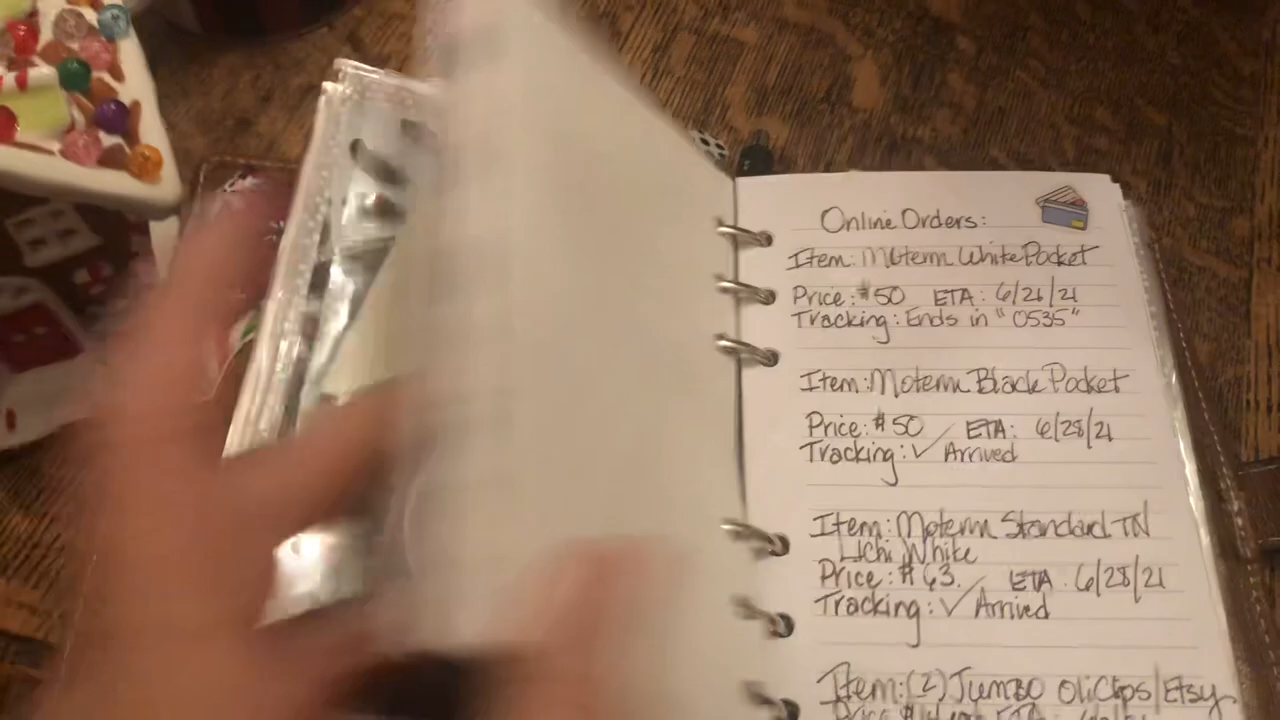 Online Orders:
Item: Moterm White Pocket
Price: $50 ETA: 6/21/21
Tracking: Ends in "0535"
Item: Moterm Black Pocket
Price: $50 ETA: 6/28/21
Tracking: ✓ Arrived
Item: Moterm Standard TN
Lichi White
Price: $63. ETA 6/28/21
Tracking: ✓ Arrived
Item: (2) Jumbo OliClips/Etsy